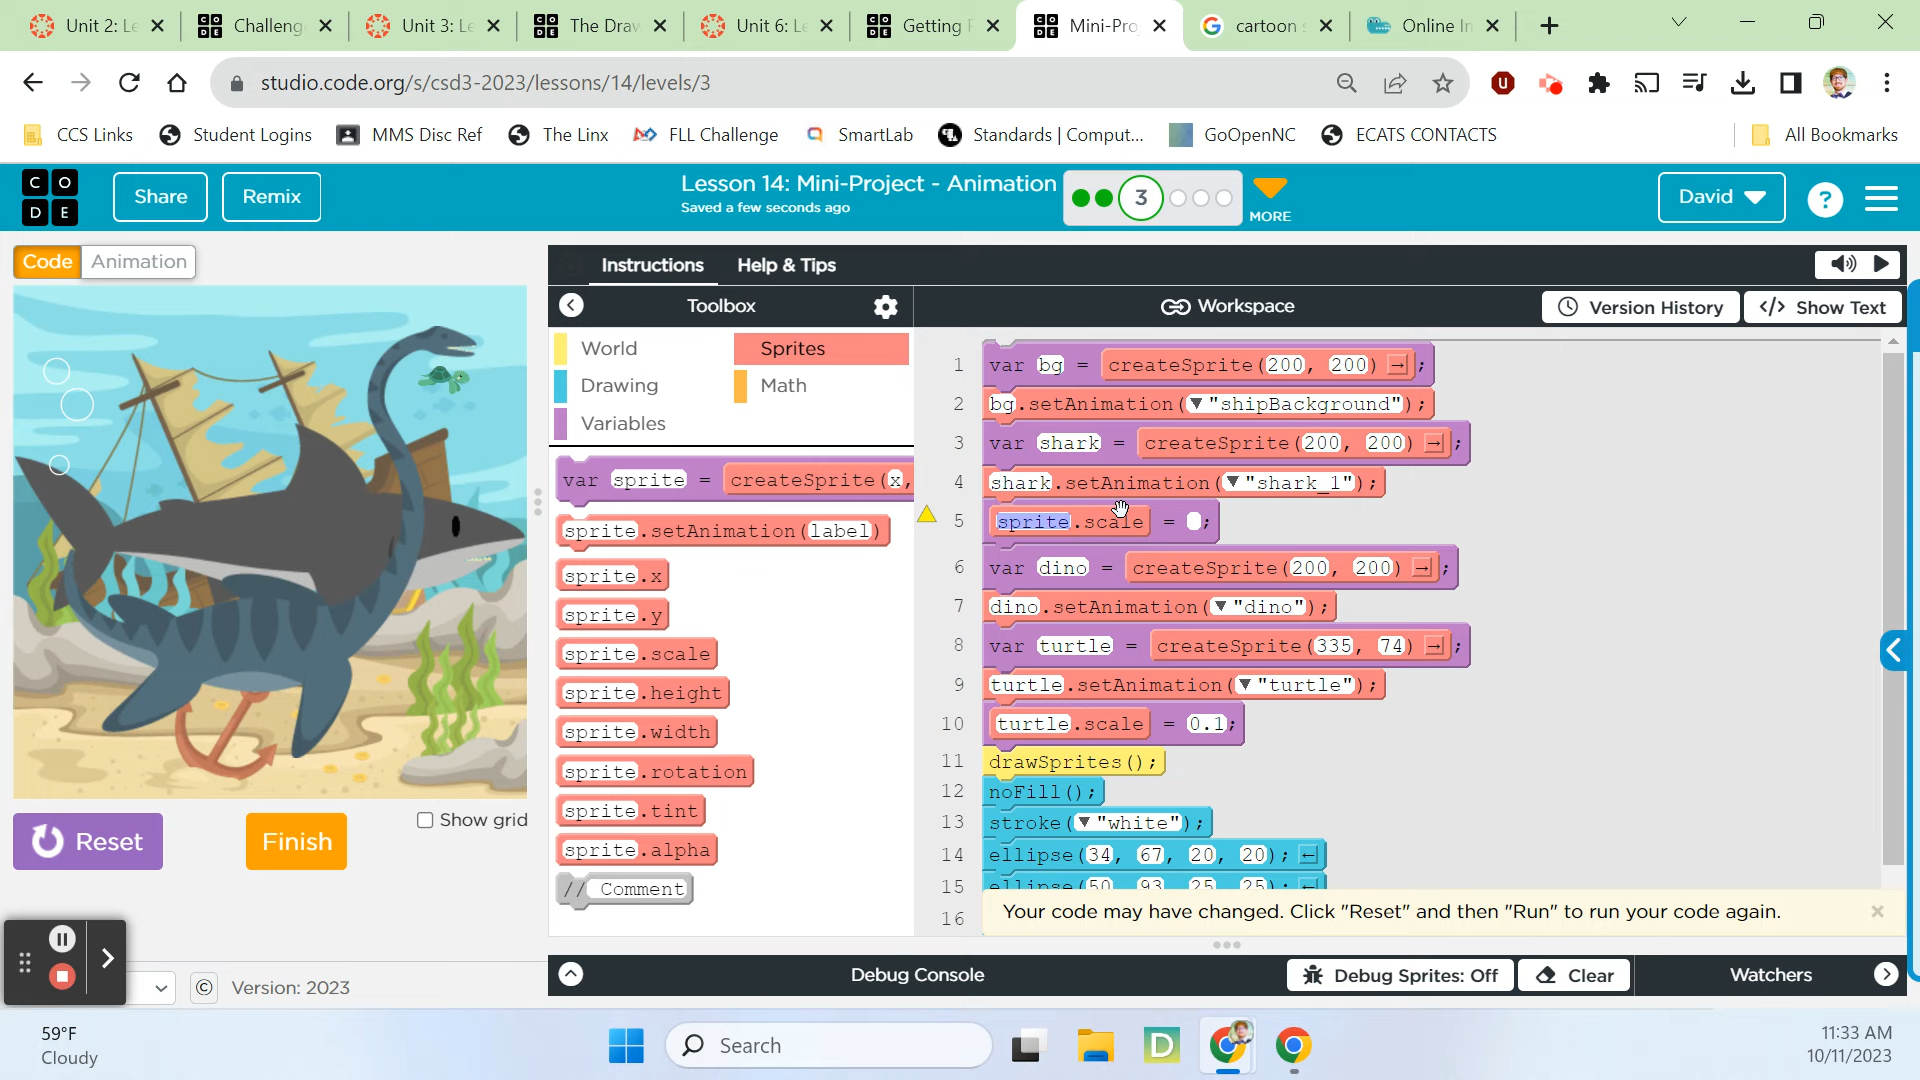 Unit 2: Le
Challeng
Unit 3: Le
The Draw
Unit 6: Le
Getting
Mini-Pro
cartoon
Online In
studio.code.org/s/csd3-2023/lessons/14/levels/3
CCS Links
Student Logins
MMS Disc Ref
The Linx
FLL Challenge
SmartLab
Standards | Comput...
GoOpenNC
ECATS CONTACTS
All Bookmarks
C O
D E
Share
Remix
Lesson 14: Mini-Project - Animation
Saved a few seconds ago
3
MORE
David
?
Code
Animation
Instructions
Help & Tips
Toolbox
Workspace
Version History
</> Show Text
World
Sprites
Drawing
Math
Variables
var sprite = createSprite(x,
sprite.setAnimation(label)
sprite.x
sprite.y
sprite.scale
sprite.height
sprite.width
sprite.rotation
sprite.tint
sprite.alpha
// Comment
1 var bg = createSprite(200, 200) → ;
2 bg.setAnimation(▼ "shipBackground");
3 var shark = createSprite(200, 200) → ;
4 shark.setAnimation(▼ "shark_1");
5 sprite.scale = ;
6 var dino = createSprite(200, 200) → ;
7 dino.setAnimation(▼ "dino");
8 var turtle = createSprite(335, 74) → ;
9 turtle.setAnimation(▼ "turtle");
10 turtle.scale = 0.1;
11 drawSprites();
12 noFill();
13 stroke(▼ "white");
14 ellipse(34, 67, 20, 20); ←
15 ellipse(50, 93, 25, 25); ←
16
Your code may have changed. Click "Reset" and then "Run" to run your code again.
Reset
Finish
Show grid
Version: 2023
Debug Console
Debug Sprites: Off
Clear
Watchers
59°F
Cloudy
Search
D
11:33 AM
10/11/2023